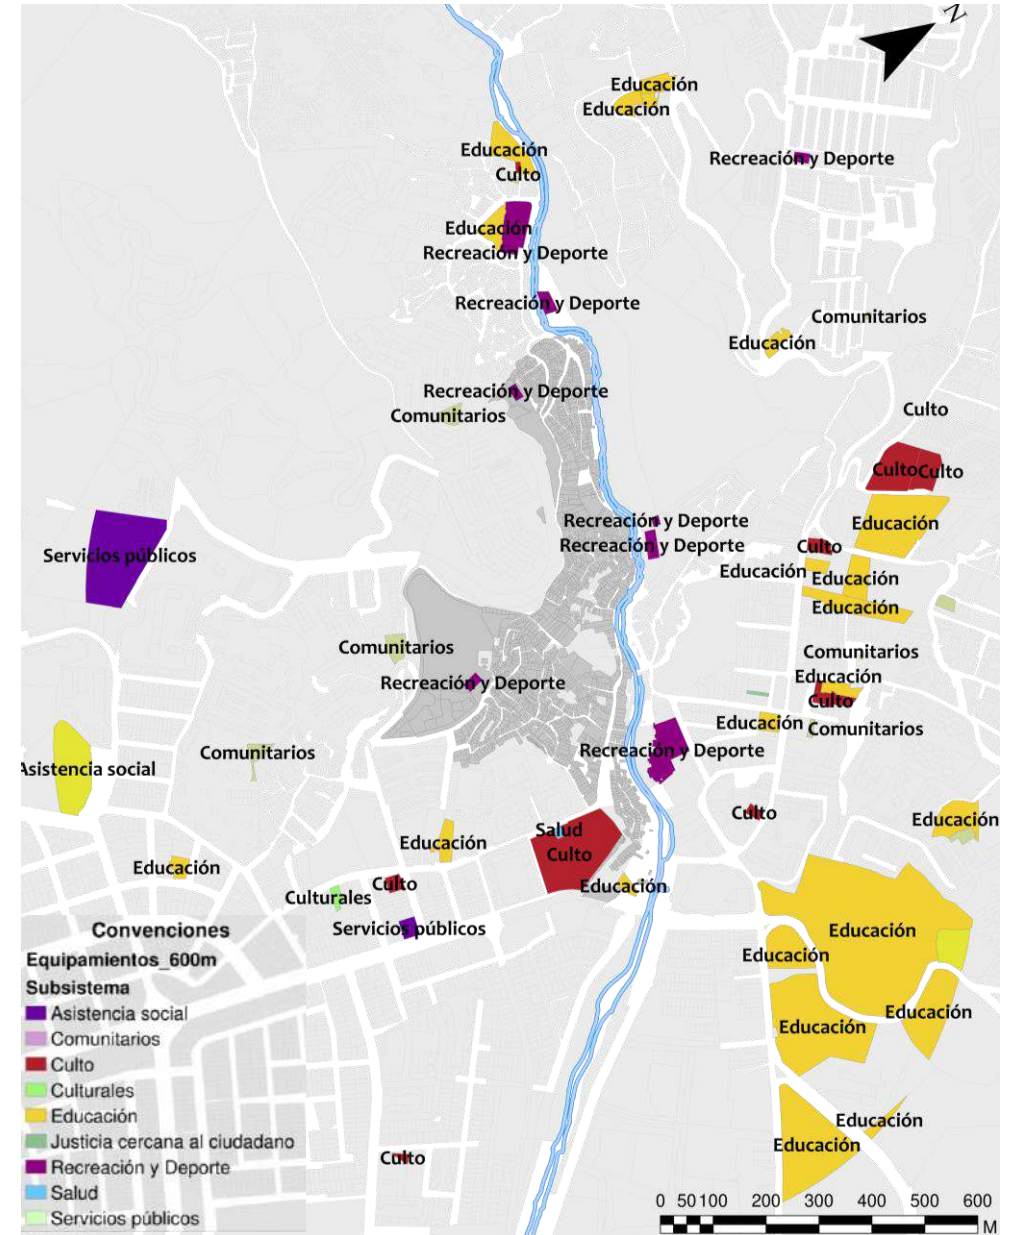 N
Educación
Educación
Educación
Recreación y Deporte
Culto
Educación
Recreación y Deporte
Recreación y Deporte
Comunitarios
Educación
Recreación y Deporte
Comunitarios
Culto
Culto Culto
Recreación y Deporte
Educación
Recreación y Deporte
Culto
Servicios públicos
Educación
Educación
Educación
Comunitarios
Comunitarios
Educación
Recreación y Deporte
Culto
Educación
Comunitarios
Recreación y Deporte
Comunitarios
Asistencia social
Culto
Educación
Salud
Educación
Culto
Educación
Culto
Educación
Culturales
Servicios públicos
Educación
Educación
Educación
Educación
Educación
Educación
Culto
Convenciones
Equipamientos_600m
Subsistema
Asistencia social
Comunitarios
Culto
Culturales
Educación
Justicia cercana al ciudadano
Recreación y Deporte
Salud
Servicios públicos
0 50 100 200 300 400 500 600
M